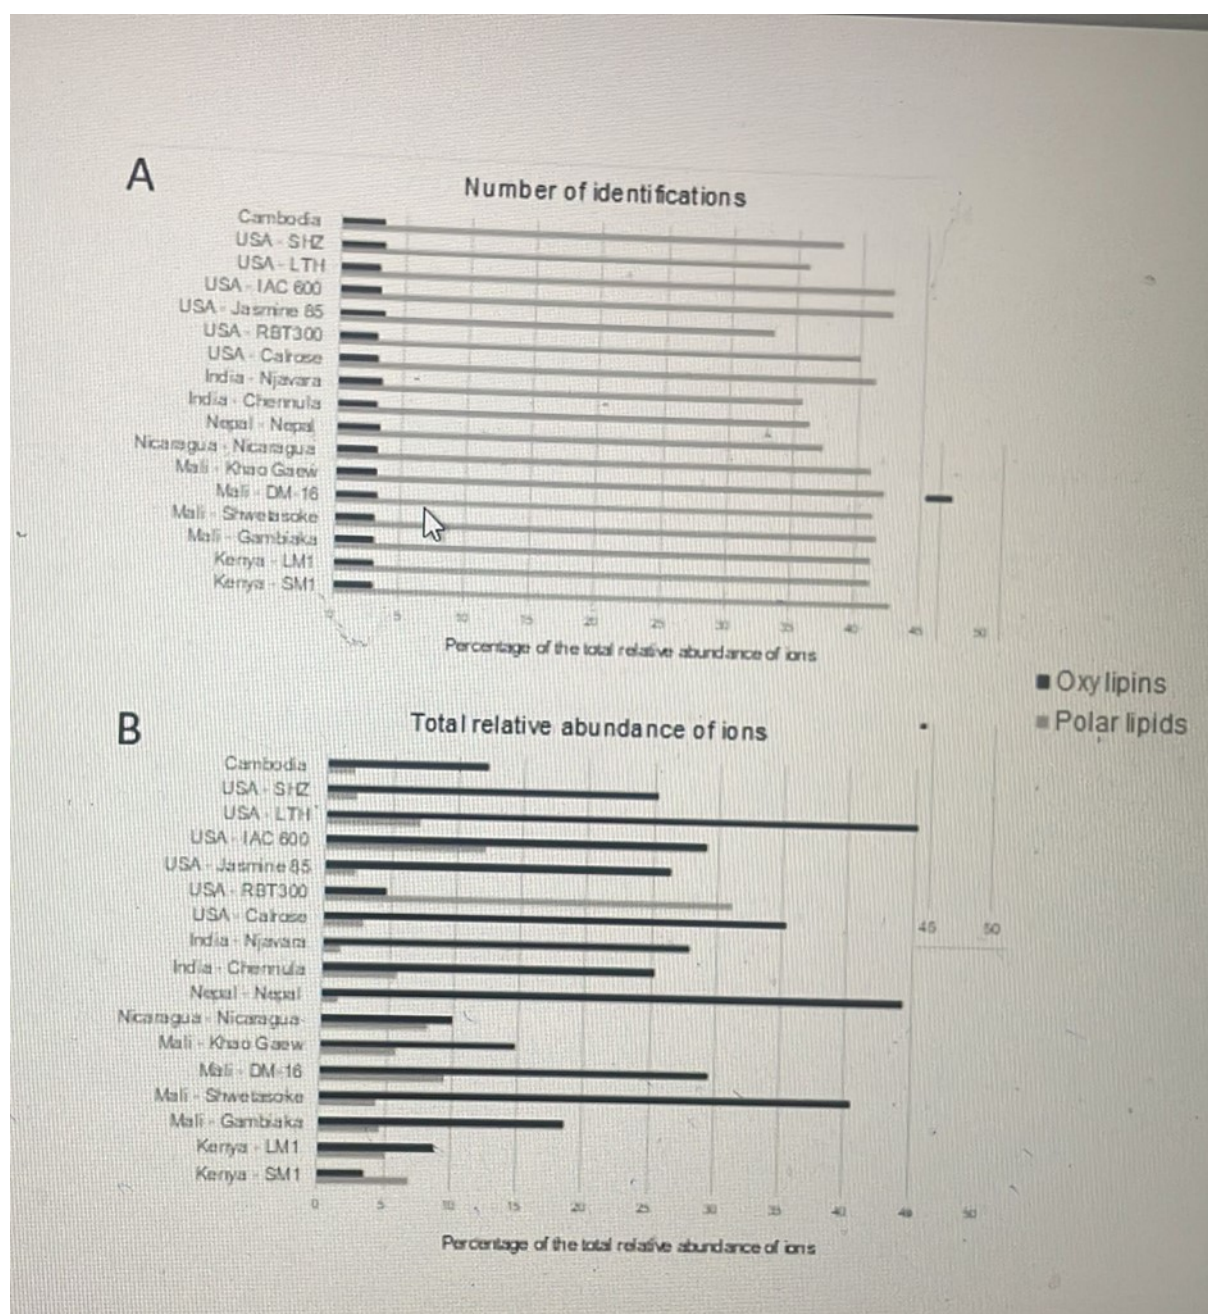 A
Number of identifications
Cambodia
USA - SHZ
USA - LTH
USA - IAC 600
USA - Jasmine 85
USA - RBT300
USA - Calrose
India - Njavara
India - Chennula
Nepal - Nepal
Nicaragua - Nicaragua
Mali - Khao Gaew
Mali - DM-16
Mali - Shwetasoke
Mali - Gambiaka
Kenya - LM1
Kenya - SM1
0 5 10 15 20 25 30 35 40 45 50
Percentage of the total relative abundance of ions
Oxylipins
Polar lipids
B
Total relative abundance of ions
Cambodia
USA - SHZ
USA - LTH
USA - IAC 600
USA - Jasmine 85
USA - RBT300
USA - Calrose
45 50
India - Njavara
India - Chennula
Nepal - Nepal
Nicaragua - Nicaragua
Mali - Khao Gaew
Mali - DM-16
Mali - Shwetasoke
Mali - Gambiaka
Kenya - LM1
Kenya - SM1
0 5 10 15 20 25 30 35 40 45 50
Percentage of the total relative abundance of ions